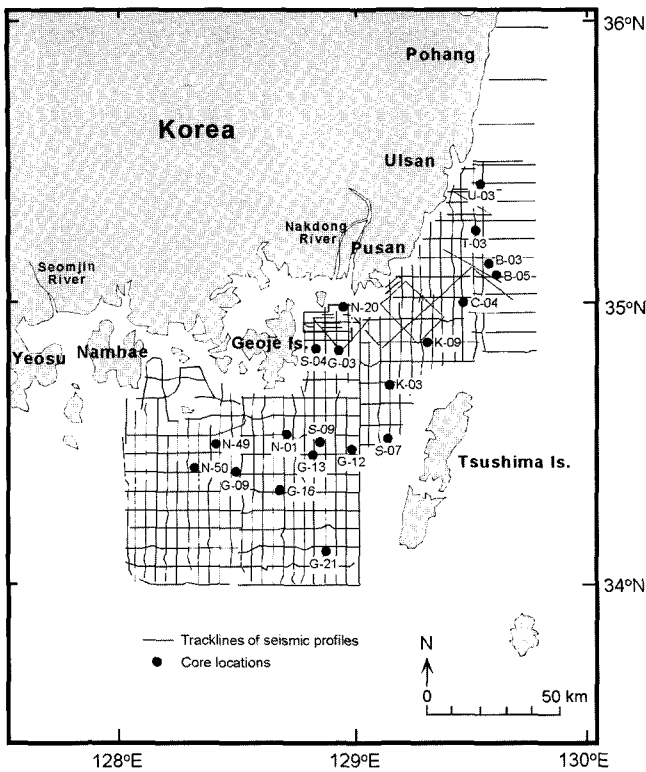 36°N
Pohang
Korea
Ulsan
U-03
Nakdong
River
T-03
Pusan
B-03
Seomjin
River
B-05
N-20
C-04
35°N
Geoje Is.
Yeosu
Nambae
K-09
S-04
G-03
K-03
S-09
N-49
N-01
S-07
G-13
G-12
Tsushima Is.
N-50
G-09
G-16
G-21
34°N
Tracklines of seismic profiles
N
Core locations
0
50 km
128°E
129°E
130°E